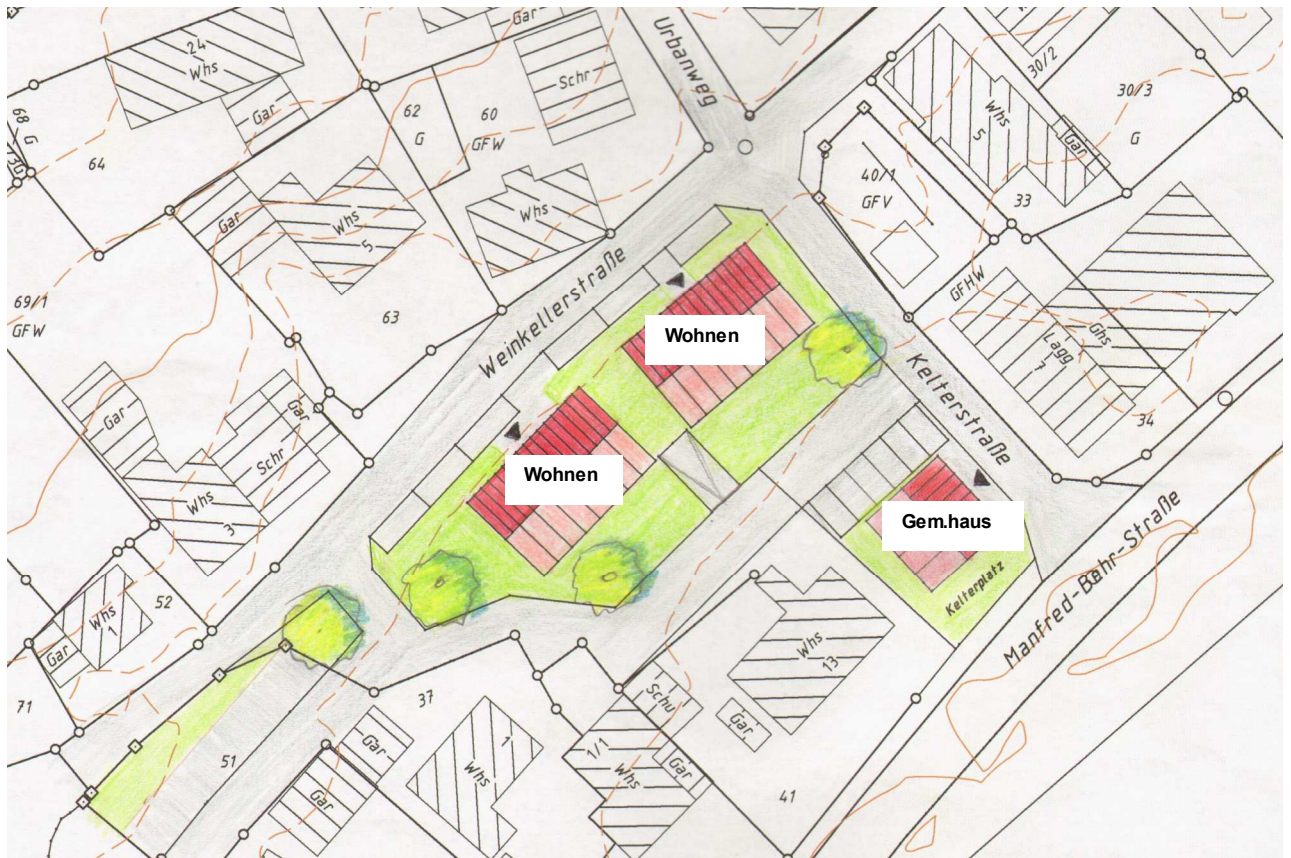 24
Whs
Gar
Gar
Schr
Urbanweg
62
G
60
GFW
68 G
64
Gar
Whs
5
Whs
69/1
GFW
63
Weinkellerstraße
30/2
30/3
G
Whs
5
Gar
40/1
GFV
33
GFHW
Ghs
Lagg
7
34
Wohnen
Kelterstraße
Wohnen
Gem.haus
Kelterplatz
Manfred-Bahr-Straße
Gar
Gar
Schr
Whs
3
52
Whs
1
Gar
71
51
37
Gar
Gar
1
Whs
1/1
Whs
Gar
Schu
Gar
Whs
13
41